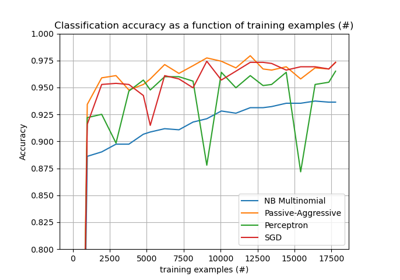 Classification accuracy as a function of training examples (#)
1.000
0.975
0.950
0.925
0.900
0.875
0.850
0.825
0.800
Accuracy
NB Multinomial
Passive-Aggressive
Perceptron
SGD
0 2500 5000 7500 10000 12500 15000 17500
training examples (#)